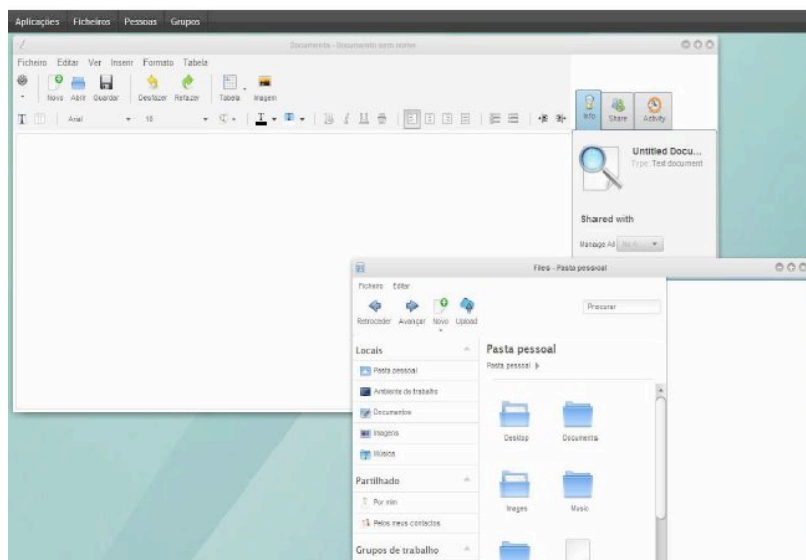 Aplicações Ficheiros Pessoas Grupos
Documents - Documento sem nome
Ficheiro Editar Ver Inserir Formato Tabela
Novo Abrir Guardar Desfazer Refazer Tabela Imagem
Arial 10
Info Share Activity
Untitled Docu...
Type: Text document
Shared with
Manage Ad
Files - Pasta pessoal
Ficheiro Editar
Retroceder Avançar Novo Upload
Procurar
Locais
Pasta pessoal
Ambiente de trabalho
Documentos
Imagens
Música
Partilhado
Por mim
Pelos meus contactos
Grupos de trabalho
Pasta pessoal
Pasta pessoal
Desktop Documents
Images Music